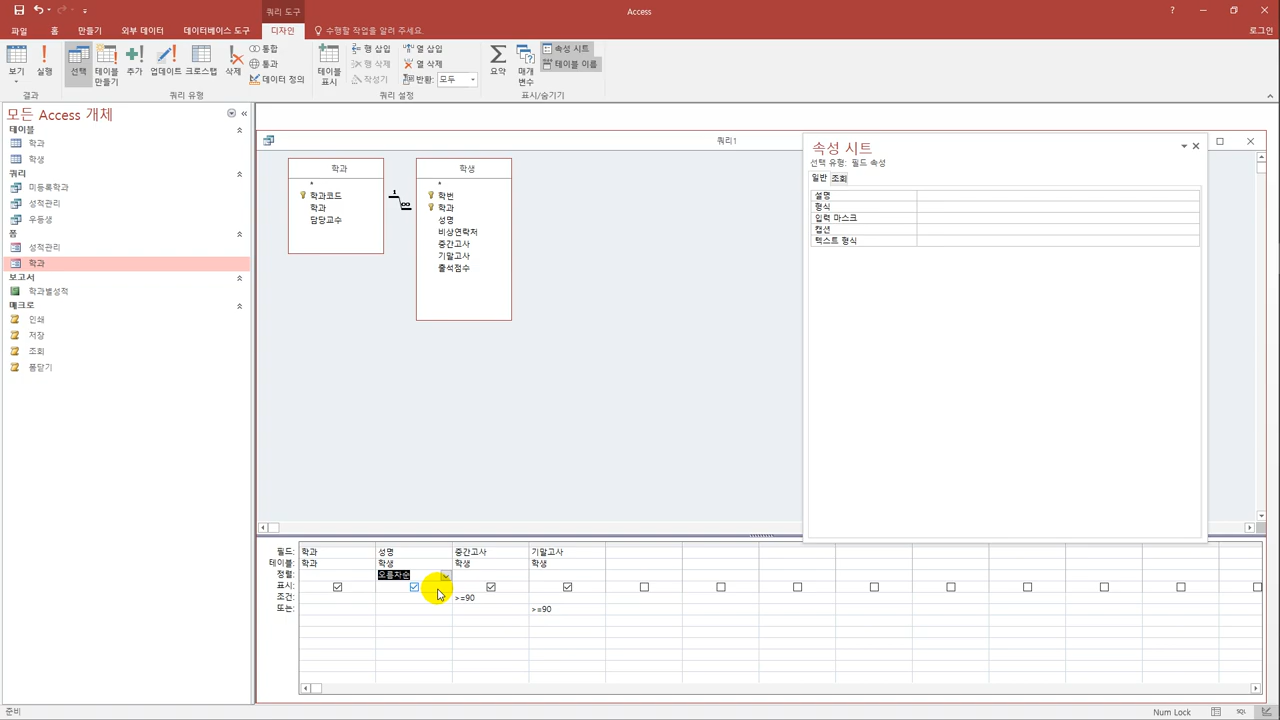 쿼리 도구
Access
?
파일 홈 만들기 외부 데이터 데이터베이스 도구 디자인 수행할 작업을 알려 주세요.
로그인
보기 실행 선택 테이블 만들기 추가 업데이트 크로스탭 삭제 통합 통과 데이터 정의
테이블 표시 행 삽입 행 삭제 작성기 열 삽입 열 삭제 반환: 모두
요약 매개 변수 속성 시트 테이블 이름
결과 쿼리 유형 쿼리 설정 표시/숨기기
모든 Access 개체
테이블
학과
학생
쿼리
미등록학과
성적관리
우등생
폼
성적관리
학과
보고서
학과별성적
매크로
인쇄
저장
조회
폼닫기
쿼리1
학과
*
학과코드
학과
담당교수
1
∞
학생
*
학번
학과
성명
비상연락처
중간고사
기말고사
출석점수
속성 시트
선택 유형: 필드 속성
일반 조회
설명
형식
입력 마스크
캡션
텍스트 형식
필드: 학과 성명 중간고사 기말고사
테이블: 학과 학생 학생 학생
정렬: 오름차순
표시:
조건: >=90
또는: >=90
준비
Num Lock
SQL